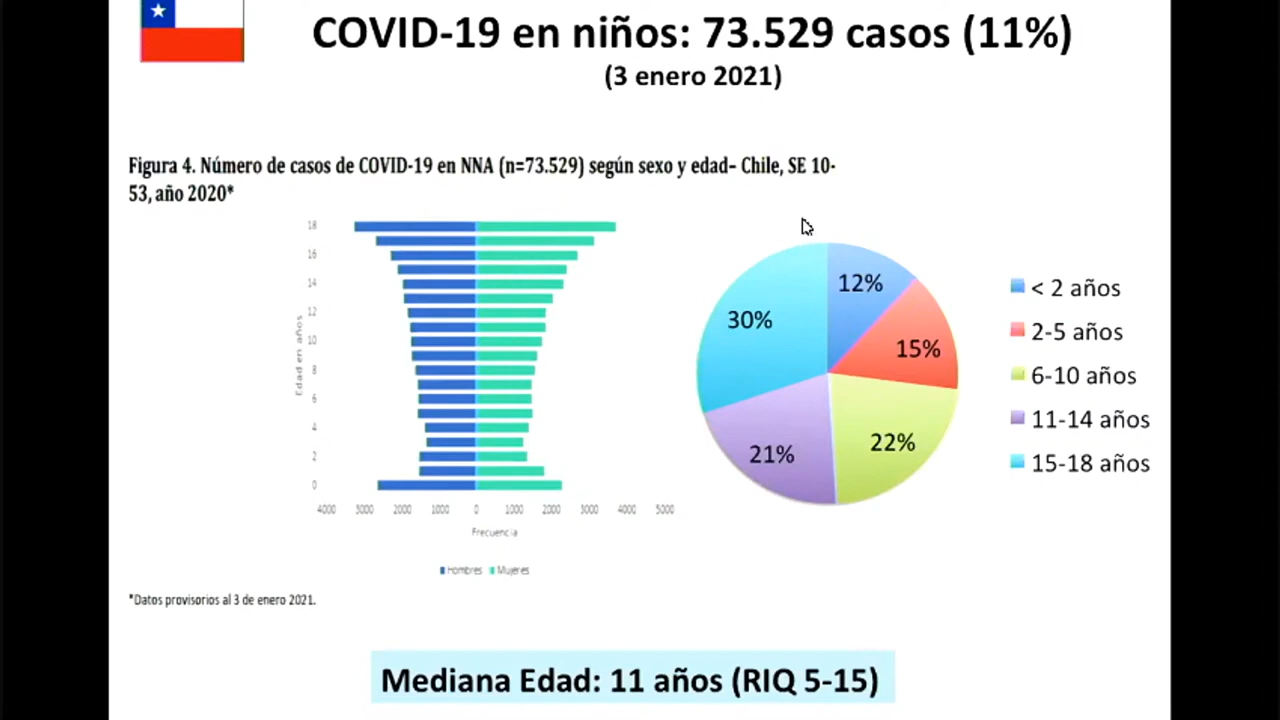 COVID-19 en niños: 73.529 casos (11%)
(3 enero 2021)
Figura 4. Número de casos de COVID-19 en NNA (n=73.529) según sexo y edad– Chile, SE 10-
53, año 2020*
18
16
14
12
10
8
6
4
2
0
Edad en años
4000 3000 2000 1000 0 1000 2000 3000 4000 5000
Frecuencia
Hombres Mujeres
12%
15%
22%
21%
30%
< 2 años
2-5 años
6-10 años
11-14 años
15-18 años
*Datos provisorios al 3 de enero 2021.
Mediana Edad: 11 años (RIQ 5-15)